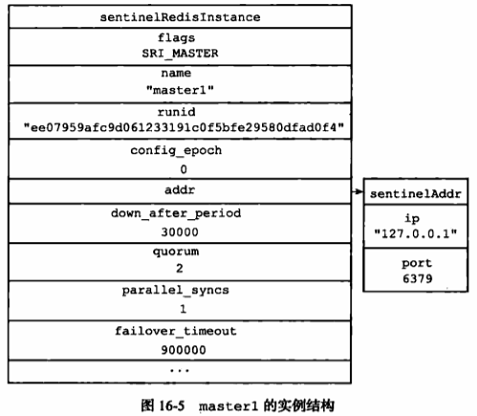 sentinelRedisInstance
flags
SRI_MASTER
name
"master1"
runid
"ee07959afc9d061233191c0f5bfe29580dfad0f4"
config_epoch
0
addr
down_after_period
30000
quorum
2
parallel_syncs
1
failover_timeout
900000
...
sentinelAddr
ip
"127.0.0.1"
port
6379
图 16-5 master1 的实例结构